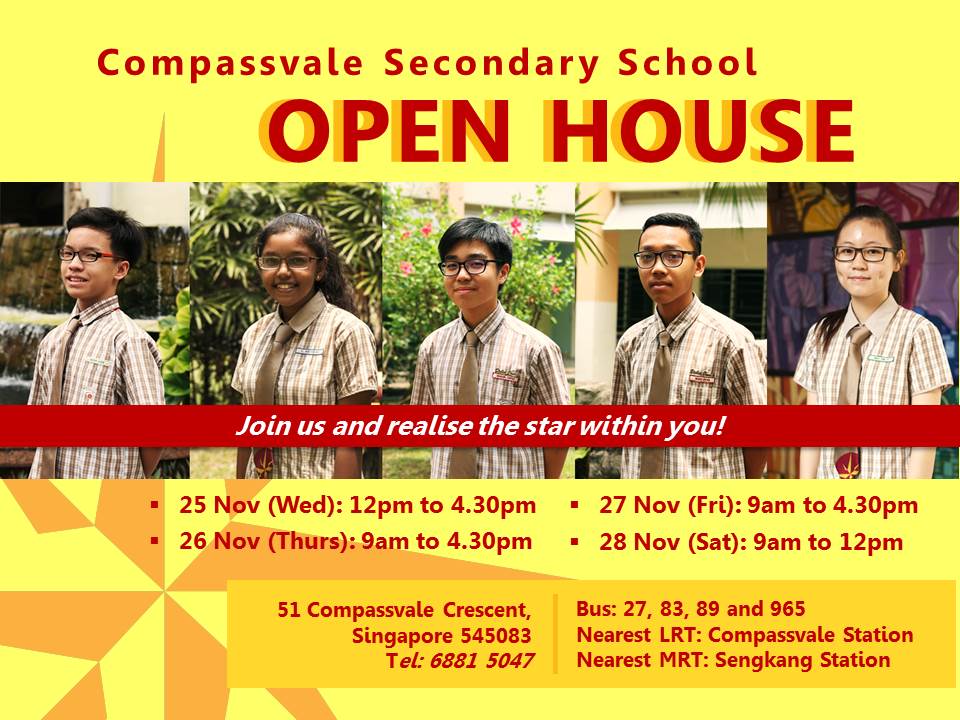 Compassvale Secondary School
OPEN HOUSE
Join us and realise the star within you!
▪ 25 Nov (Wed): 12pm to 4.30pm
▪ 26 Nov (Thurs): 9am to 4.30pm
▪ 27 Nov (Fri): 9am to 4.30pm
▪ 28 Nov (Sat): 9am to 12pm
51 Compassvale Crescent,
Singapore 545083
Tel: 6881 5047
Bus: 27, 83, 89 and 965
Nearest LRT: Compassvale Station
Nearest MRT: Sengkang Station